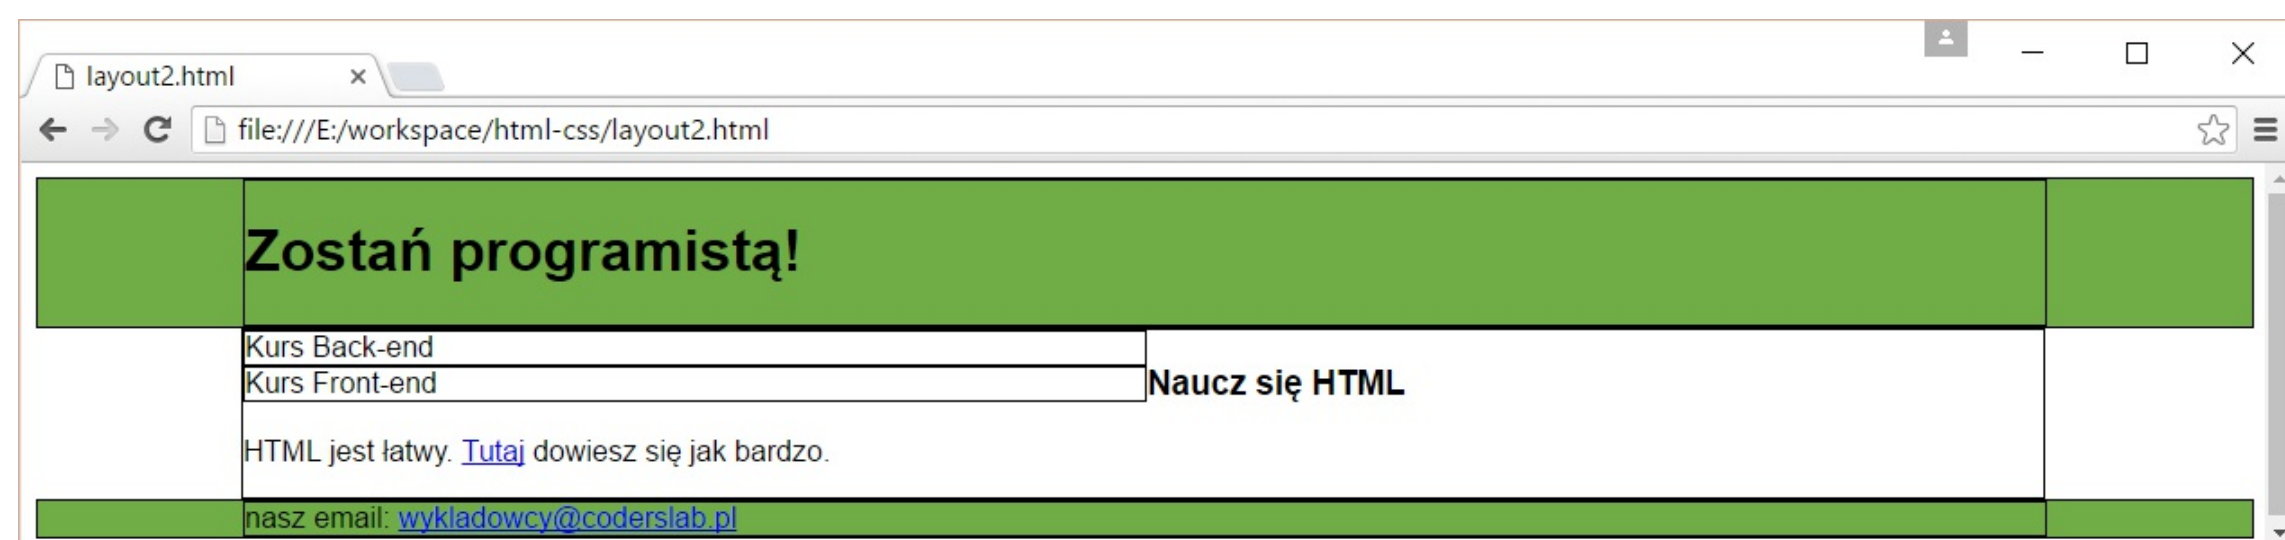 layout2.html
file:///E:/workspace/html-css/layout2.html
Zostań programistą!
Kurs Back-end
Kurs Front-end
Naucz się HTML
HTML jest łatwy. Tutaj dowiesz się jak bardzo.
nasz email: wykladowcy@coderslab.pl